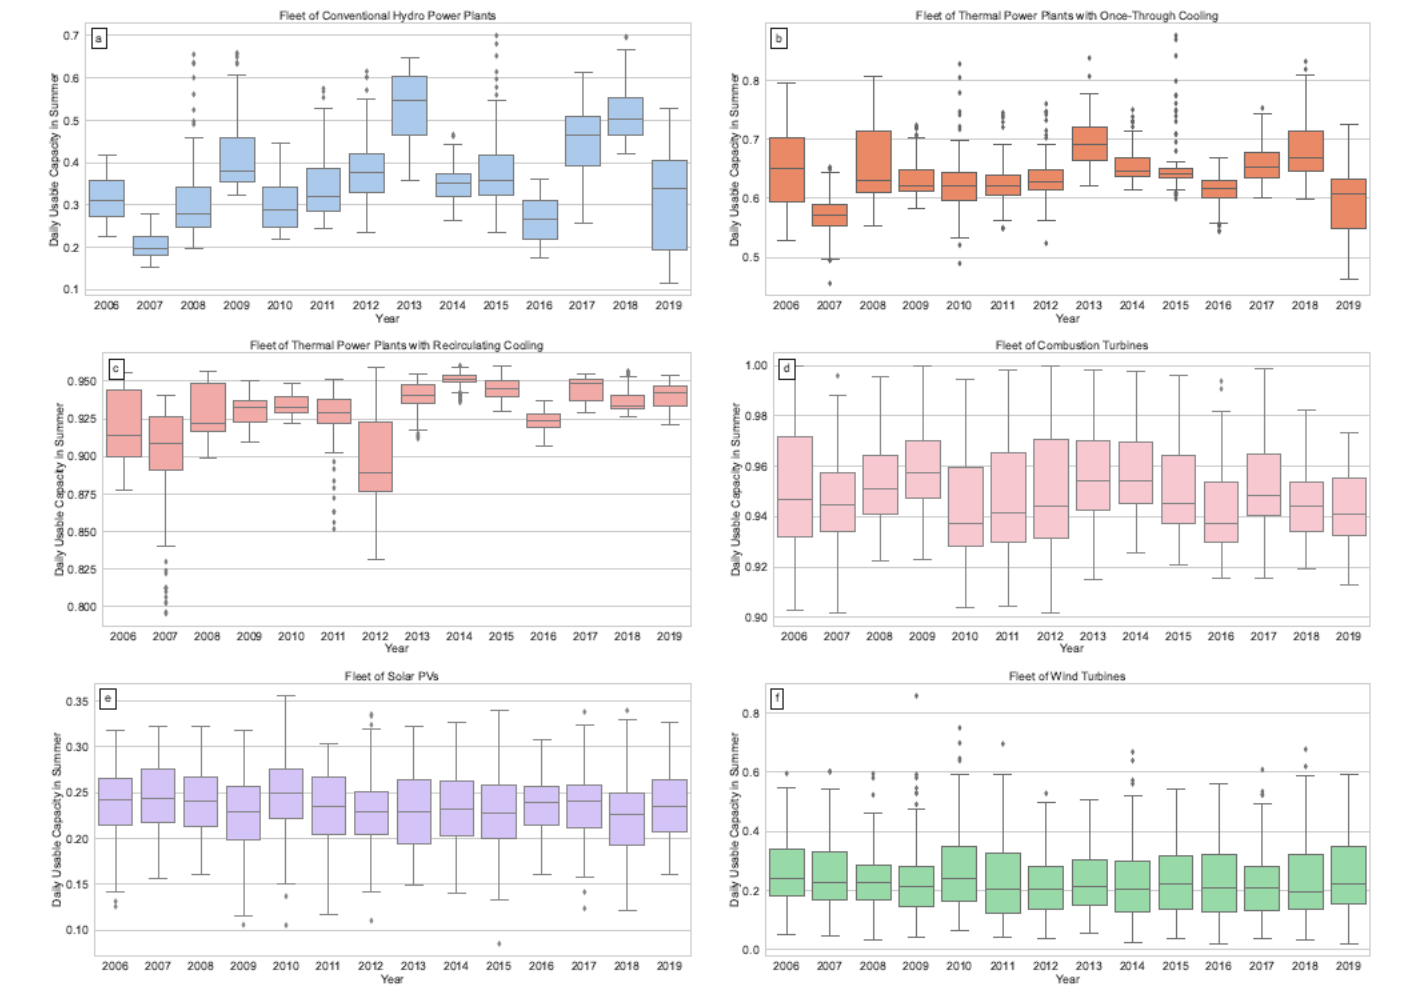 Fleet of Conventional Hydro Power Plants
a
Daily Usable Capacity in Summer
0.7
0.6
0.5
0.4
0.3
0.2
0.1
2006 2007 2008 2009 2010 2011 2012 2013 2014 2015 2016 2017 2018 2019
Year
Fleet of Thermal Power Plants with Once-Through Cooling
b
Daily Usable Capacity in Summer
0.8
0.7
0.6
0.5
2006 2007 2008 2009 2010 2011 2012 2013 2014 2015 2016 2017 2018 2019
Year
Fleet of Thermal Power Plants with Recirculating Cooling
c
Daily Usable Capacity in Summer
0.950
0.925
0.900
0.875
0.850
0.825
0.800
2006 2007 2008 2009 2010 2011 2012 2013 2014 2015 2016 2017 2018 2019
Year
Fleet of Combustion Turbines
d
Daily Usable Capacity in Summer
1.00
0.98
0.96
0.94
0.92
0.90
2006 2007 2008 2009 2010 2011 2012 2013 2014 2015 2016 2017 2018 2019
Year
Fleet of Solar PVs
e
Daily Usable Capacity in Summer
0.35
0.30
0.25
0.20
0.15
0.10
2006 2007 2008 2009 2010 2011 2012 2013 2014 2015 2016 2017 2018 2019
Year
Fleet of Wind Turbines
f
Daily Usable Capacity in Summer
0.8
0.6
0.4
0.2
0.0
2006 2007 2008 2009 2010 2011 2012 2013 2014 2015 2016 2017 2018 2019
Year